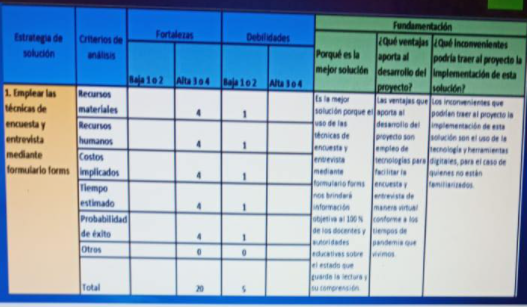 Estrategia de solución
Criterios de análisis
Fortalezas
Debilidades
Fundamentación
Baja 1 o 2
Alta 3 o 4
Baja 1 o 2
Alta 3 o 4
Porqué es la mejor solución
¿Qué ventajas aporta al desarrollo del proyecto?
¿Qué inconvenientes podría traer al proyecto la implementación de esta solución?
1. Emplear las
técnicas de
encuesta y
entrevista
mediante
formulario forms
Recursos materiales 4 1
Recursos humanos 4 1
Costos implicados 4 1
Tiempo estimado 4 1
Probabilidad de éxito 4 1
Otros 0 0
Total 20 5
Es la mejor
solución porque el
uso de las
técnicas de
encuesta y
entrevista
mediante
formulario forms
nos brindará
información
objetiva al 100 %
de los docentes y
autoridades
educativas sobre
el estado que
guarda la lectura y
su comprensión.
Las ventajas que
aporta al
desarrollo del
proyecto son
empleo de
tecnologías para
facilitar la
encuesta y
entrevista de
manera virtual
conforme a los
tiempos de
pandemia que
vivimos.
Los inconvenientes que
podrían traer al proyecto la
implementación de esta
solución son el uso de la
tecnología y herramientas
digitales, para el caso de
quienes no están
familiarizados.